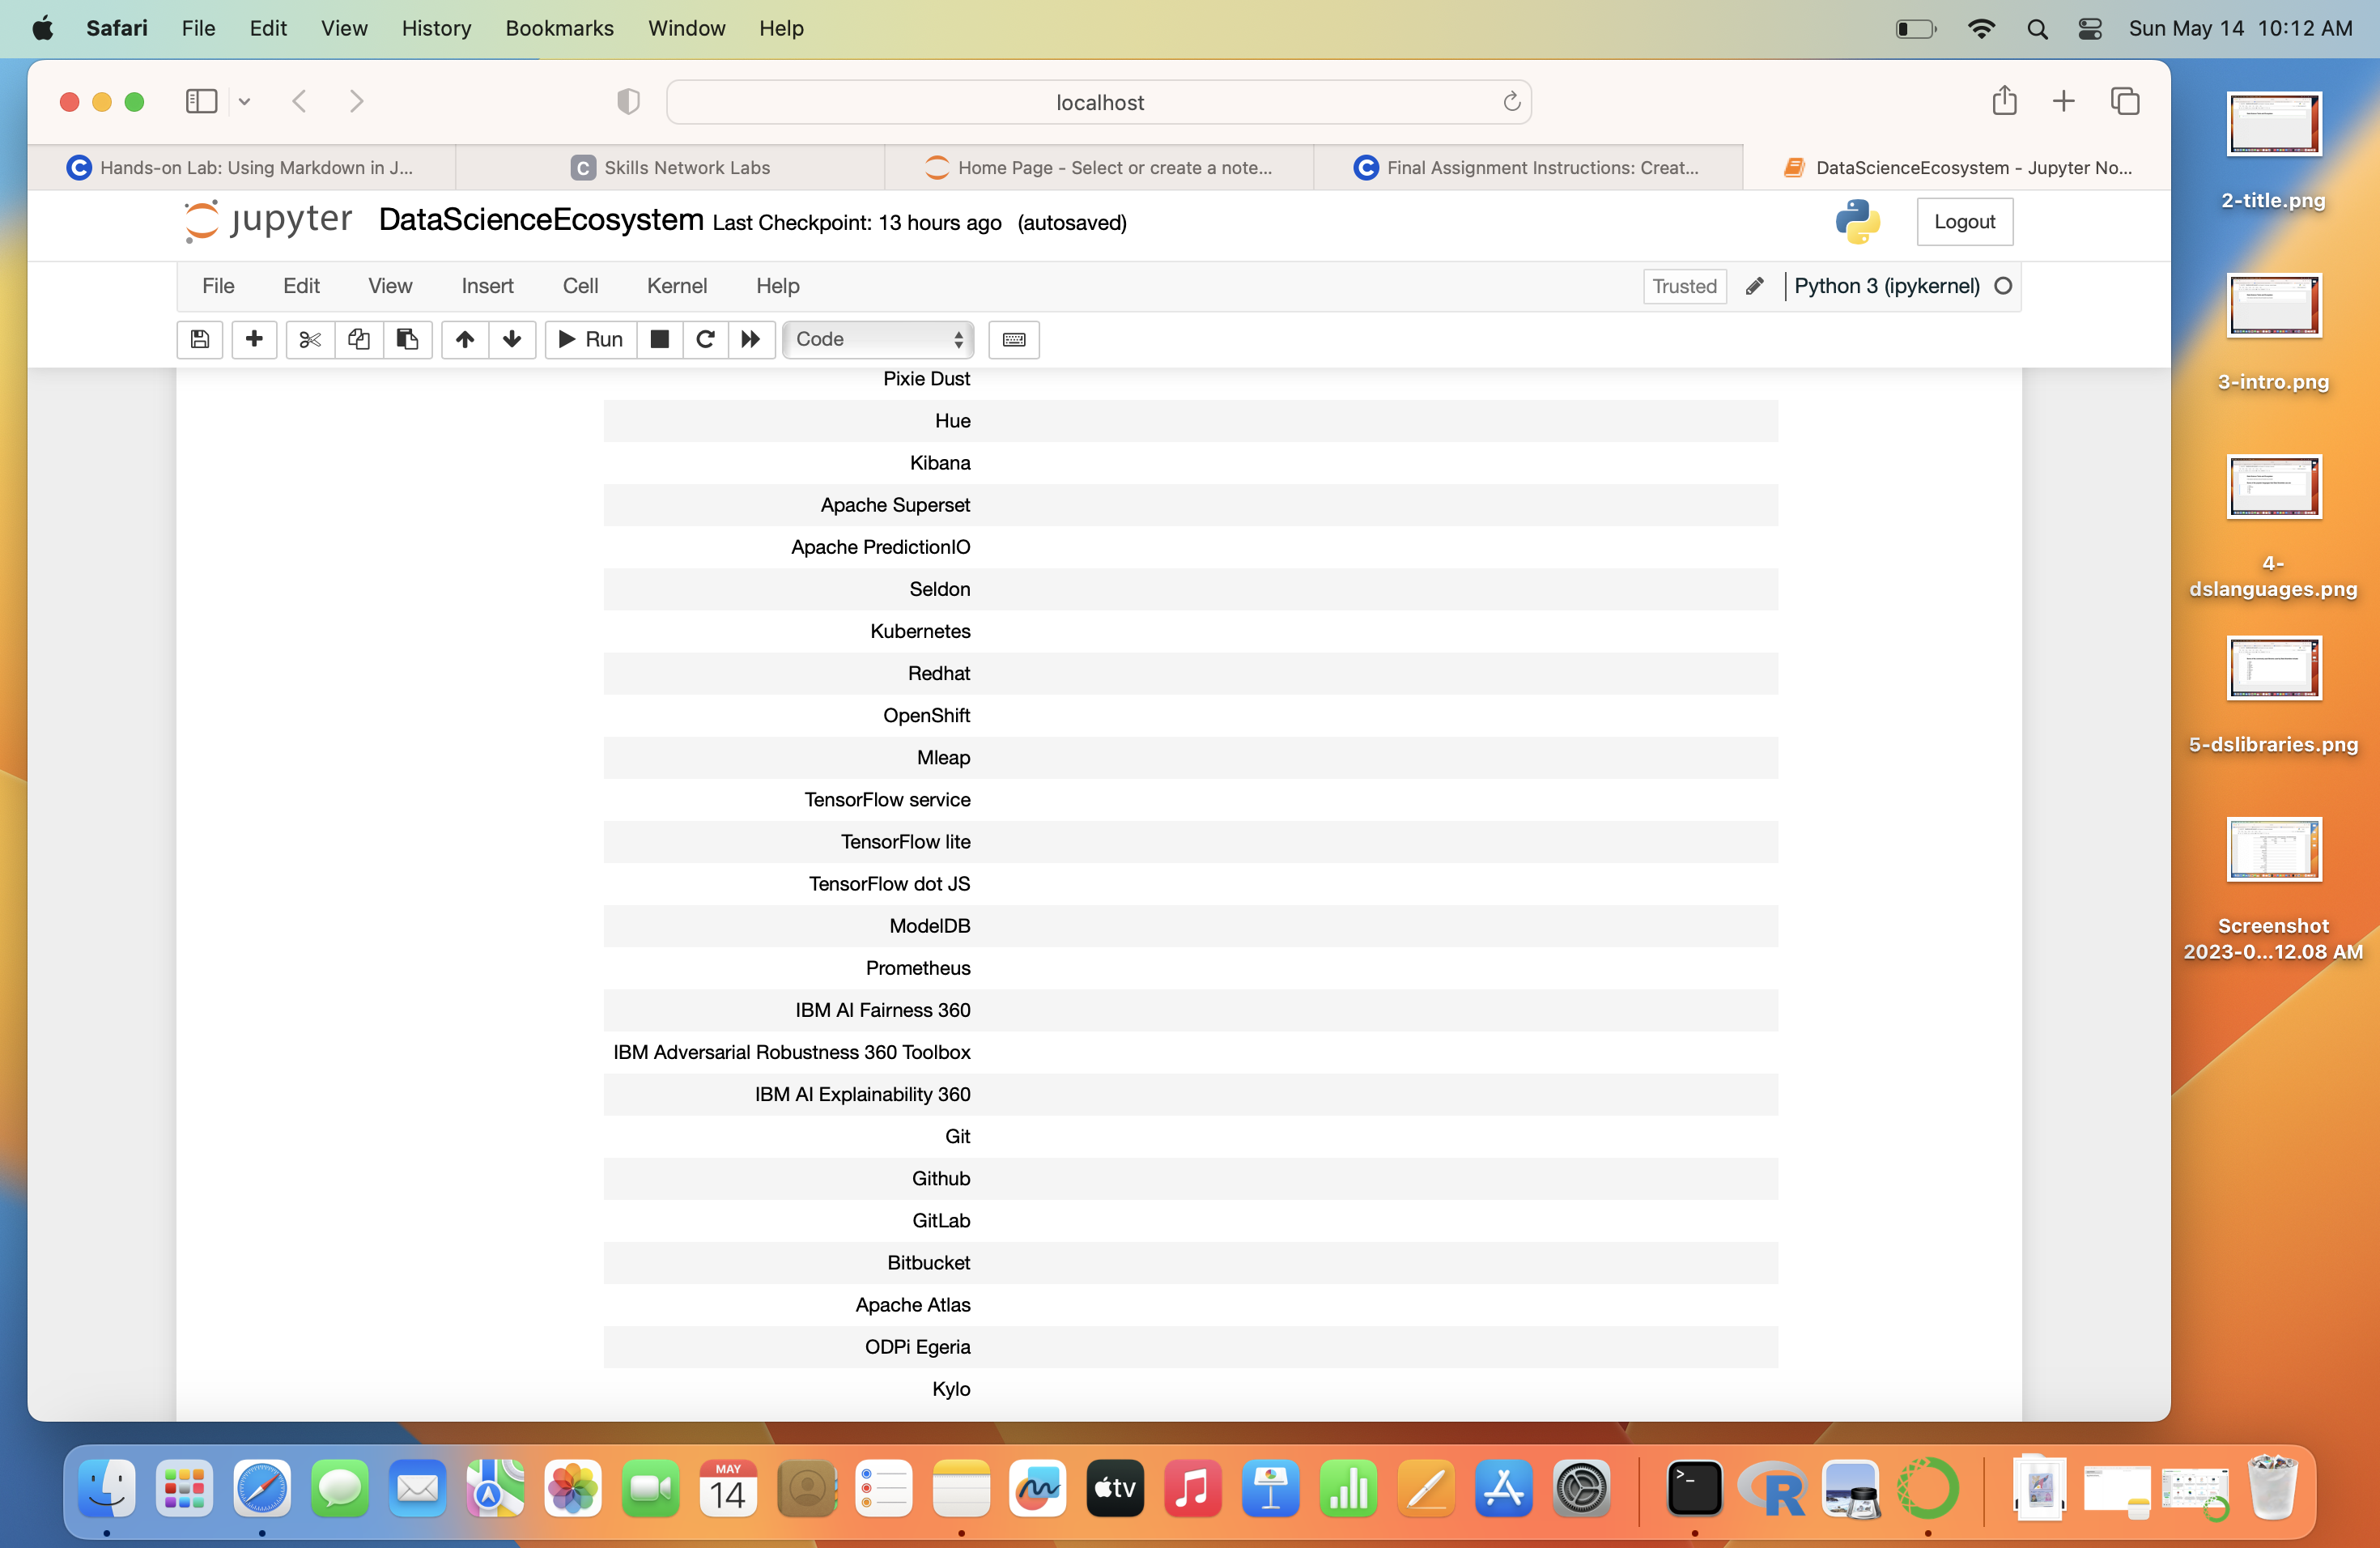 Safari File Edit View History Bookmarks Window Help Sun May 14 10:12 AM
localhost
Hands-on Lab: Using Markdown in J... Skills Network Labs Home Page - Select or create a note... Final Assignment Instructions: Creat... DataScienceEcosystem - Jupyter No...
jupyter DataScienceEcosystem Last Checkpoint: 13 hours ago (autosaved) Logout
File Edit View Insert Cell Kernel Help Trusted Python 3 (ipykernel)
Run Code
Pixie Dust
Hue
Kibana
Apache Superset
Apache PredictionIO
Seldon
Kubernetes
Redhat
OpenShift
Mleap
TensorFlow service
TensorFlow lite
TensorFlow dot JS
ModelDB
Prometheus
IBM AI Fairness 360
IBM Adversarial Robustness 360 Toolbox
IBM AI Explainability 360
Git
Github
GitLab
Bitbucket
Apache Atlas
ODPi Egeria
Kylo
2-title.png
3-intro.png
4-
dslanguages.png
5-dslibraries.png
Screenshot
2023-0...12.08 AM
MAY
14
tv
R